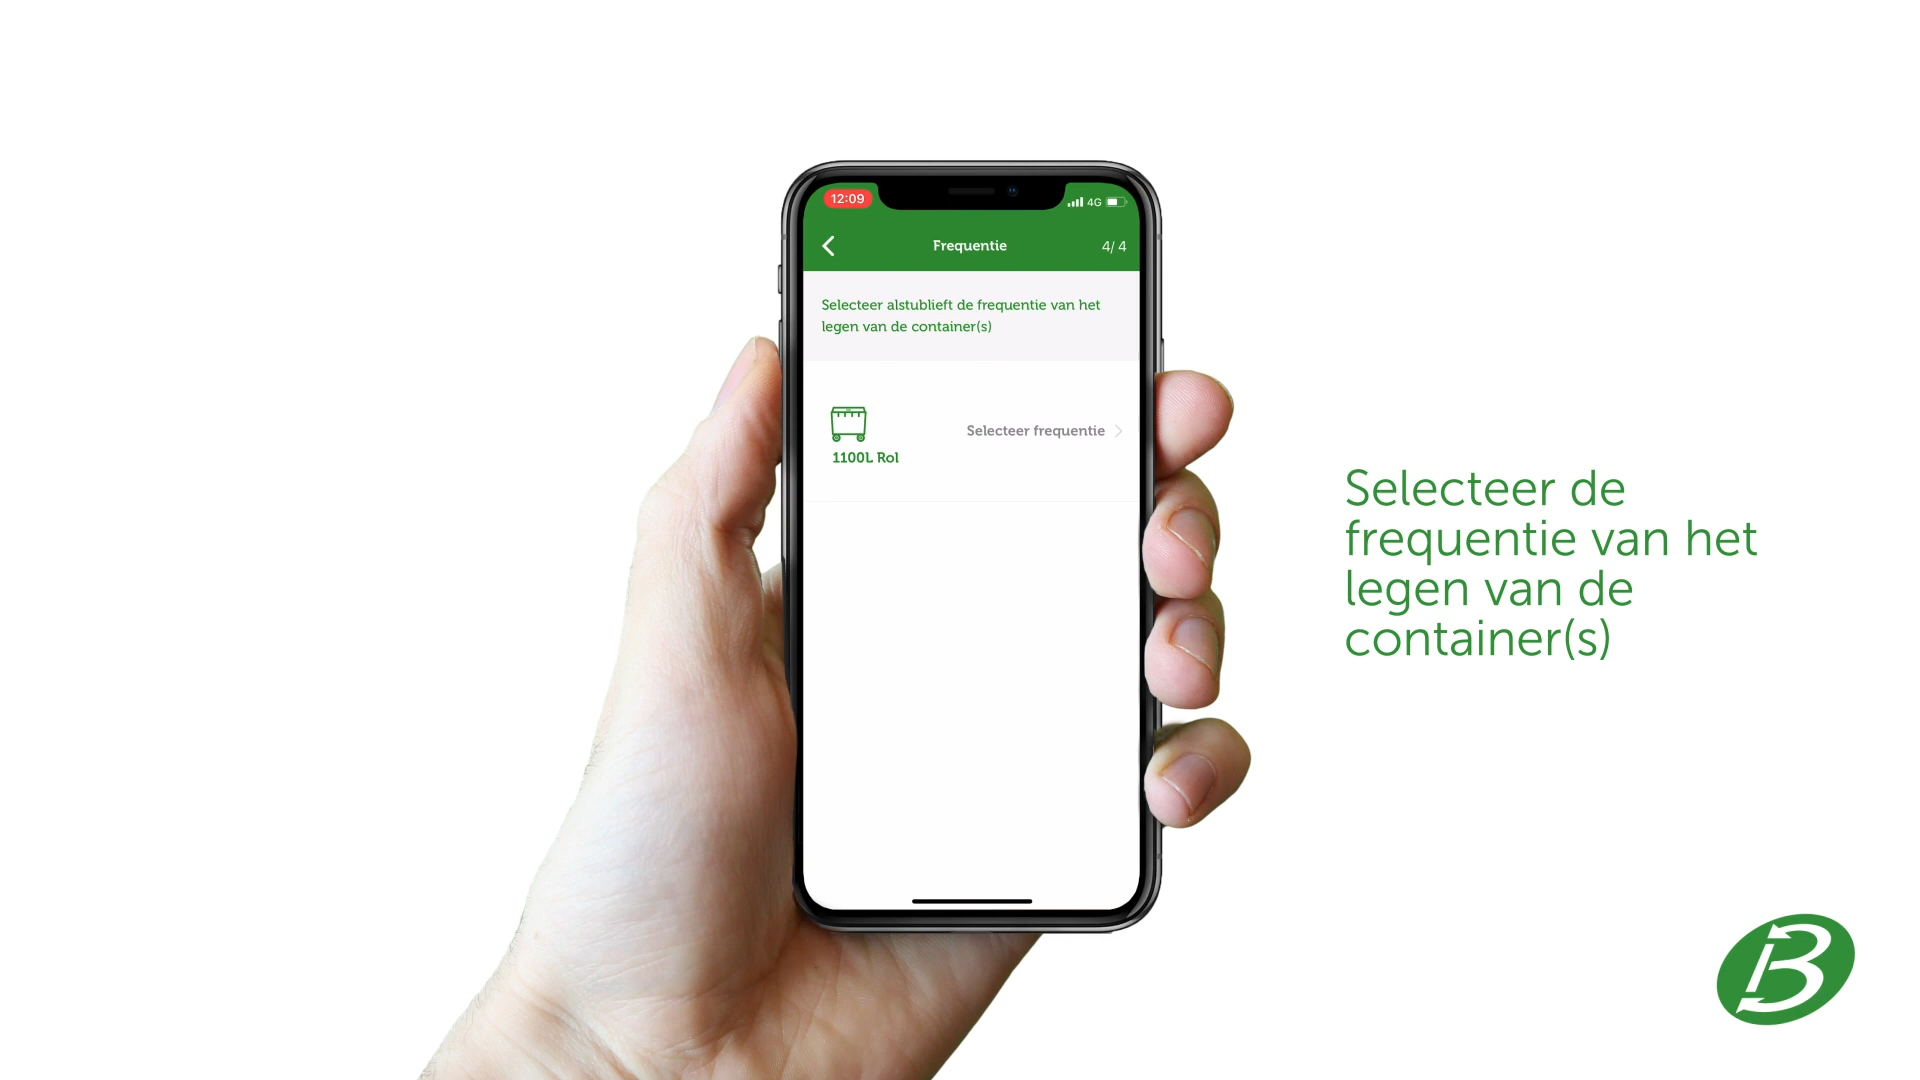 12:09
4G
Frequentie
4/ 4
Selecteer alstublieft de frequentie van het
legen van de container(s)
Selecteer frequentie
1100L Rol
Selecteer de
frequentie van het
legen van de
container(s)
B